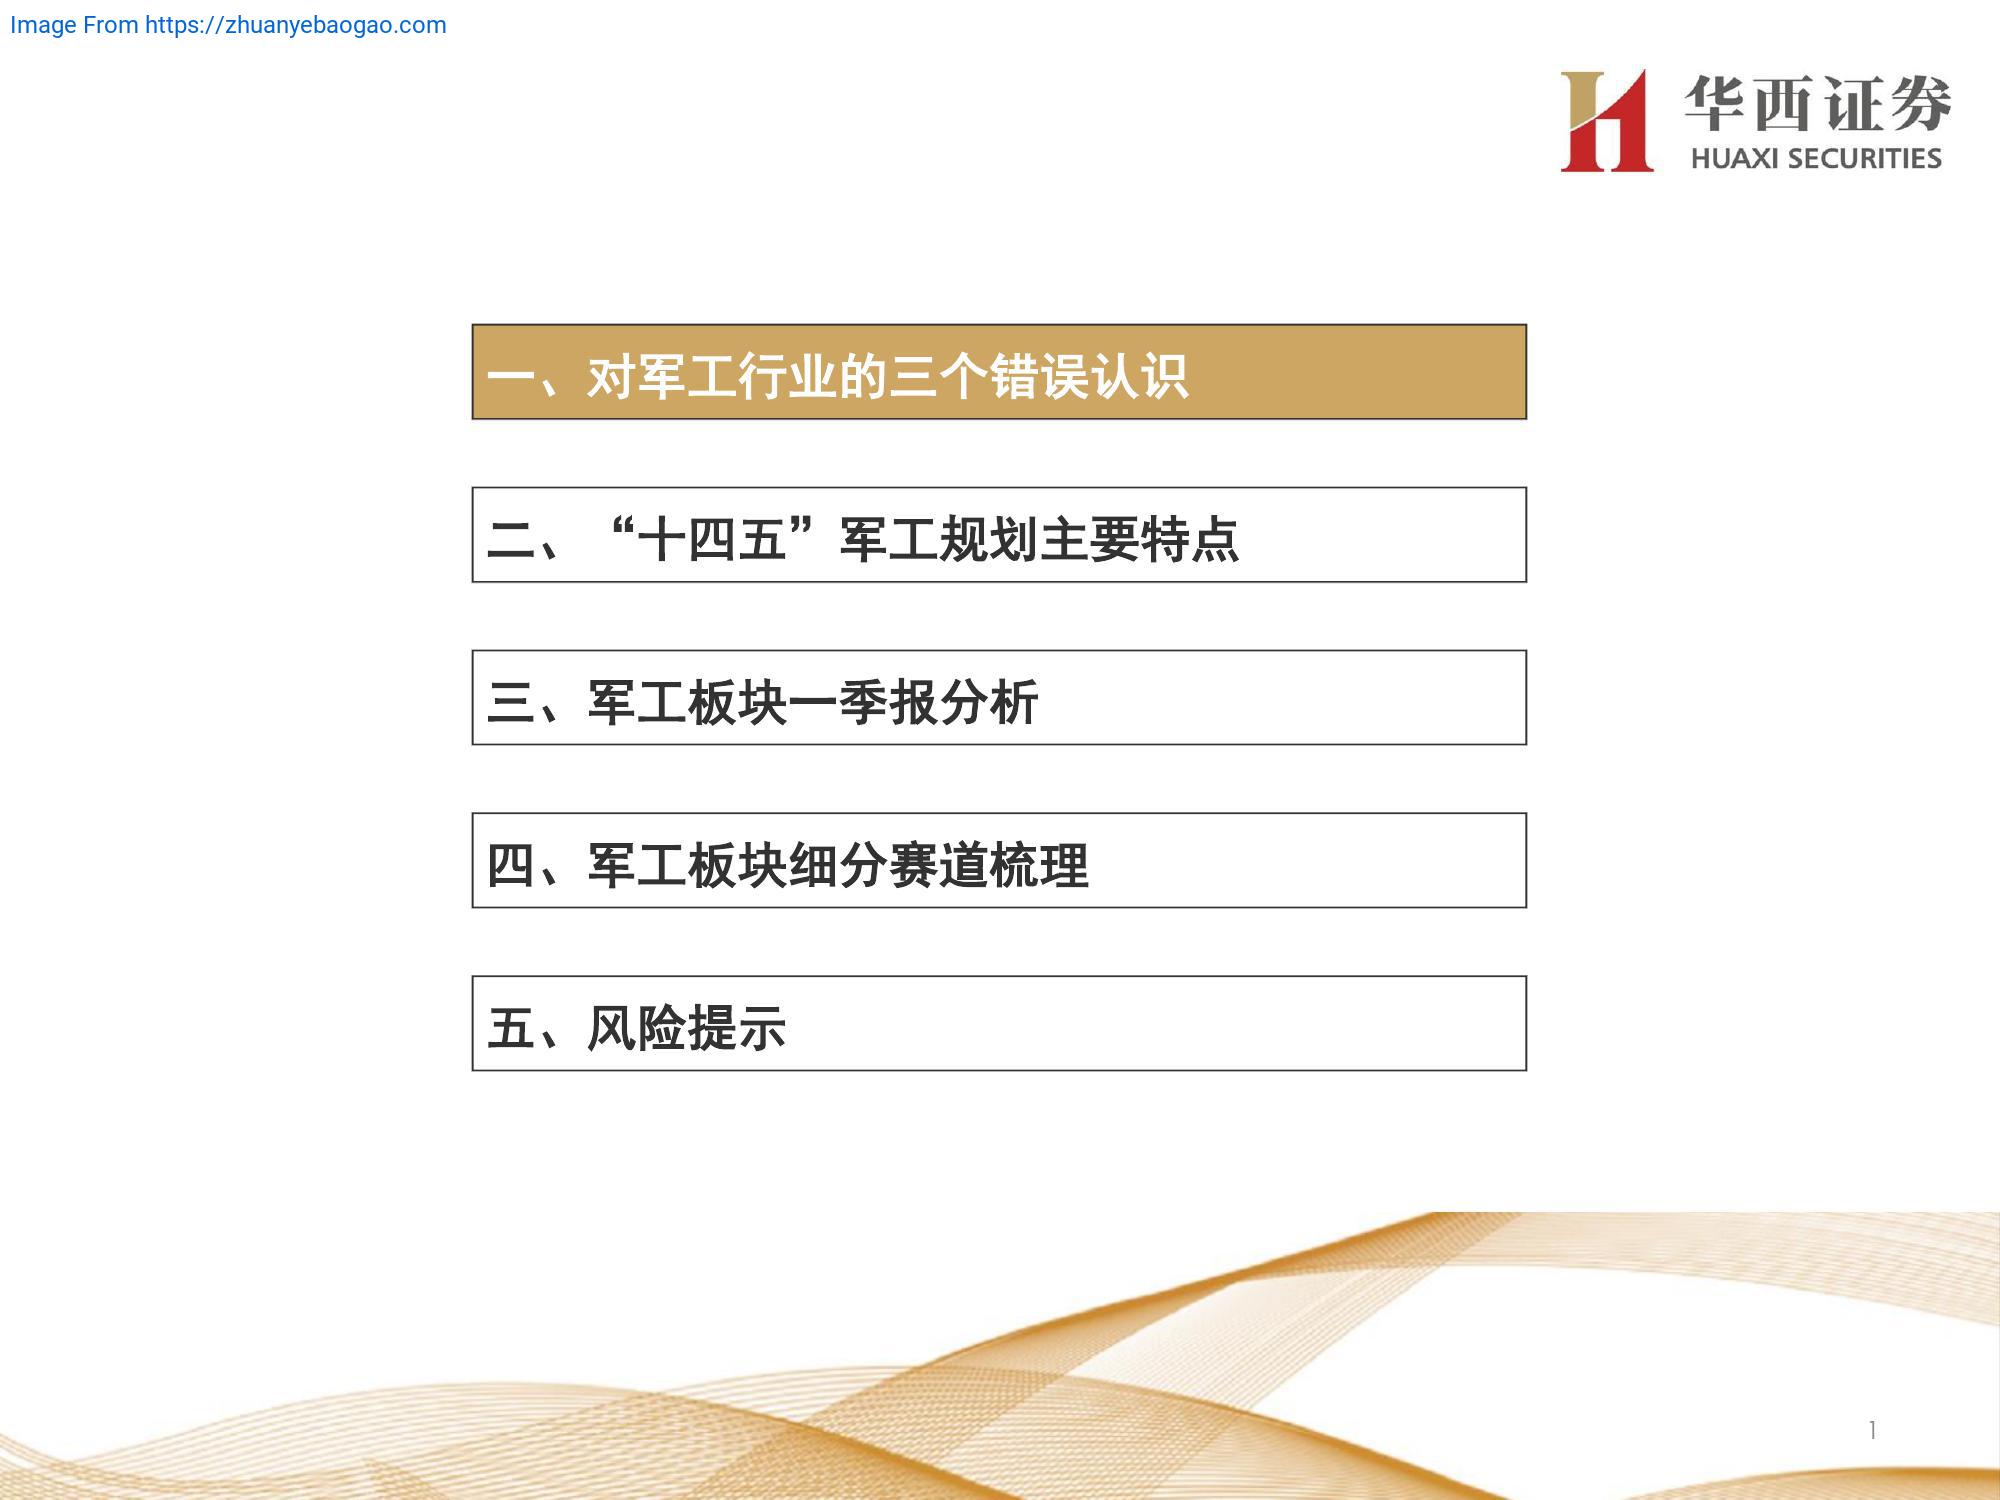 Image From https://zhuanyebaogao.com
华西证券
HUAXI SECURITIES
一、对军工行业的三个错误认识
二、“十四五”军工规划主要特点
三、军工板块一季报分析
四、军工板块细分赛道梳理
五、风险提示
1